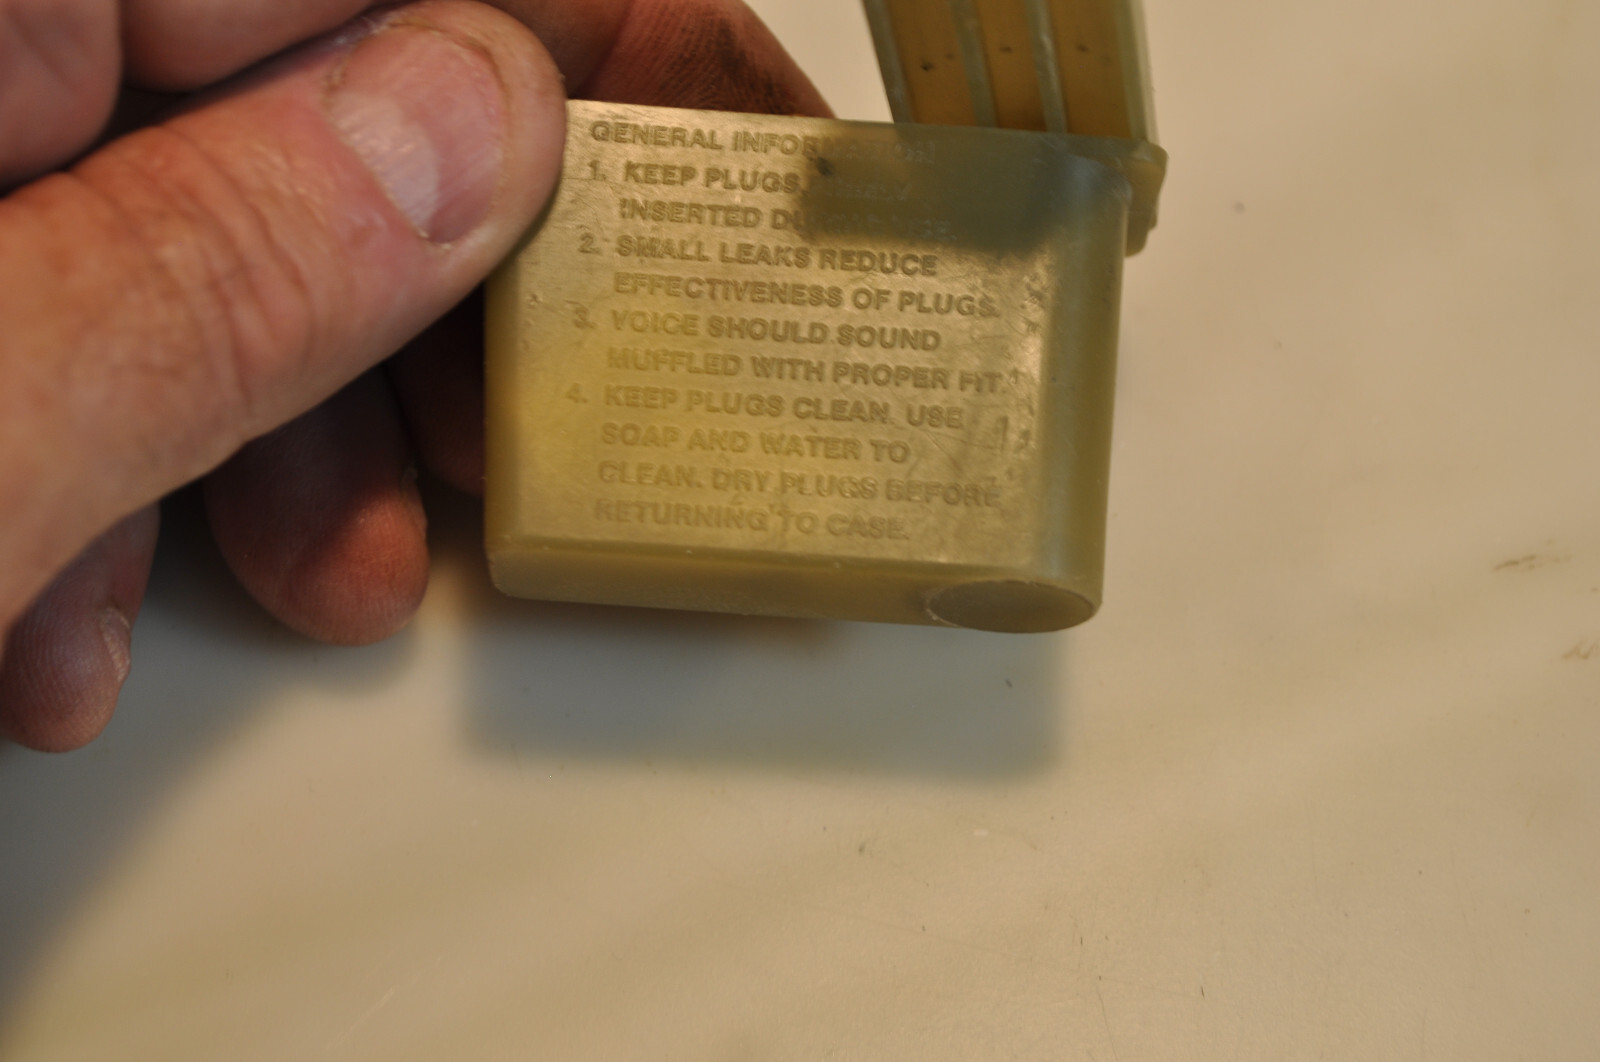 GENERAL INFORMATION
1. KEEP PLUGS
INSERTED
2. SMALL LEAKS REDUCE
EFFECTIVENESS OF PLUGS.
3. VOICE SHOULD SOUND
MUFFLED WITH PROPER FIT.
4. KEEP PLUGS CLEAN. USE
SOAP AND WATER TO
CLEAN. DRY PLUGS BEFORE
RETURNING TO CASE.